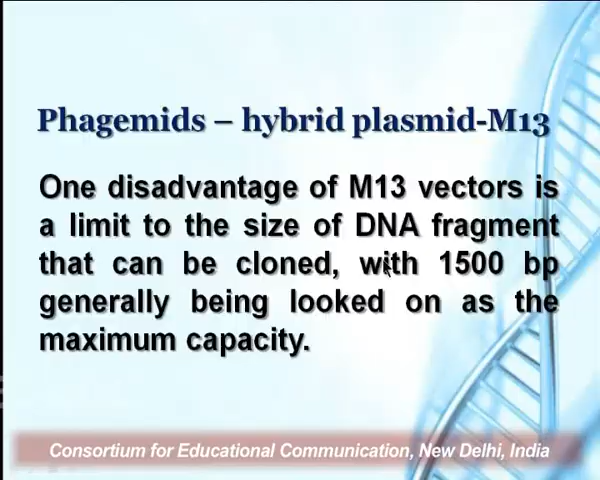 Phagemids – hybrid plasmid-M13
One disadvantage of M13 vectors is
a limit to the size of DNA fragment
that can be cloned, with 1500 bp
generally being looked on as the
maximum capacity.
Consortium for Educational Communication, New Delhi, India